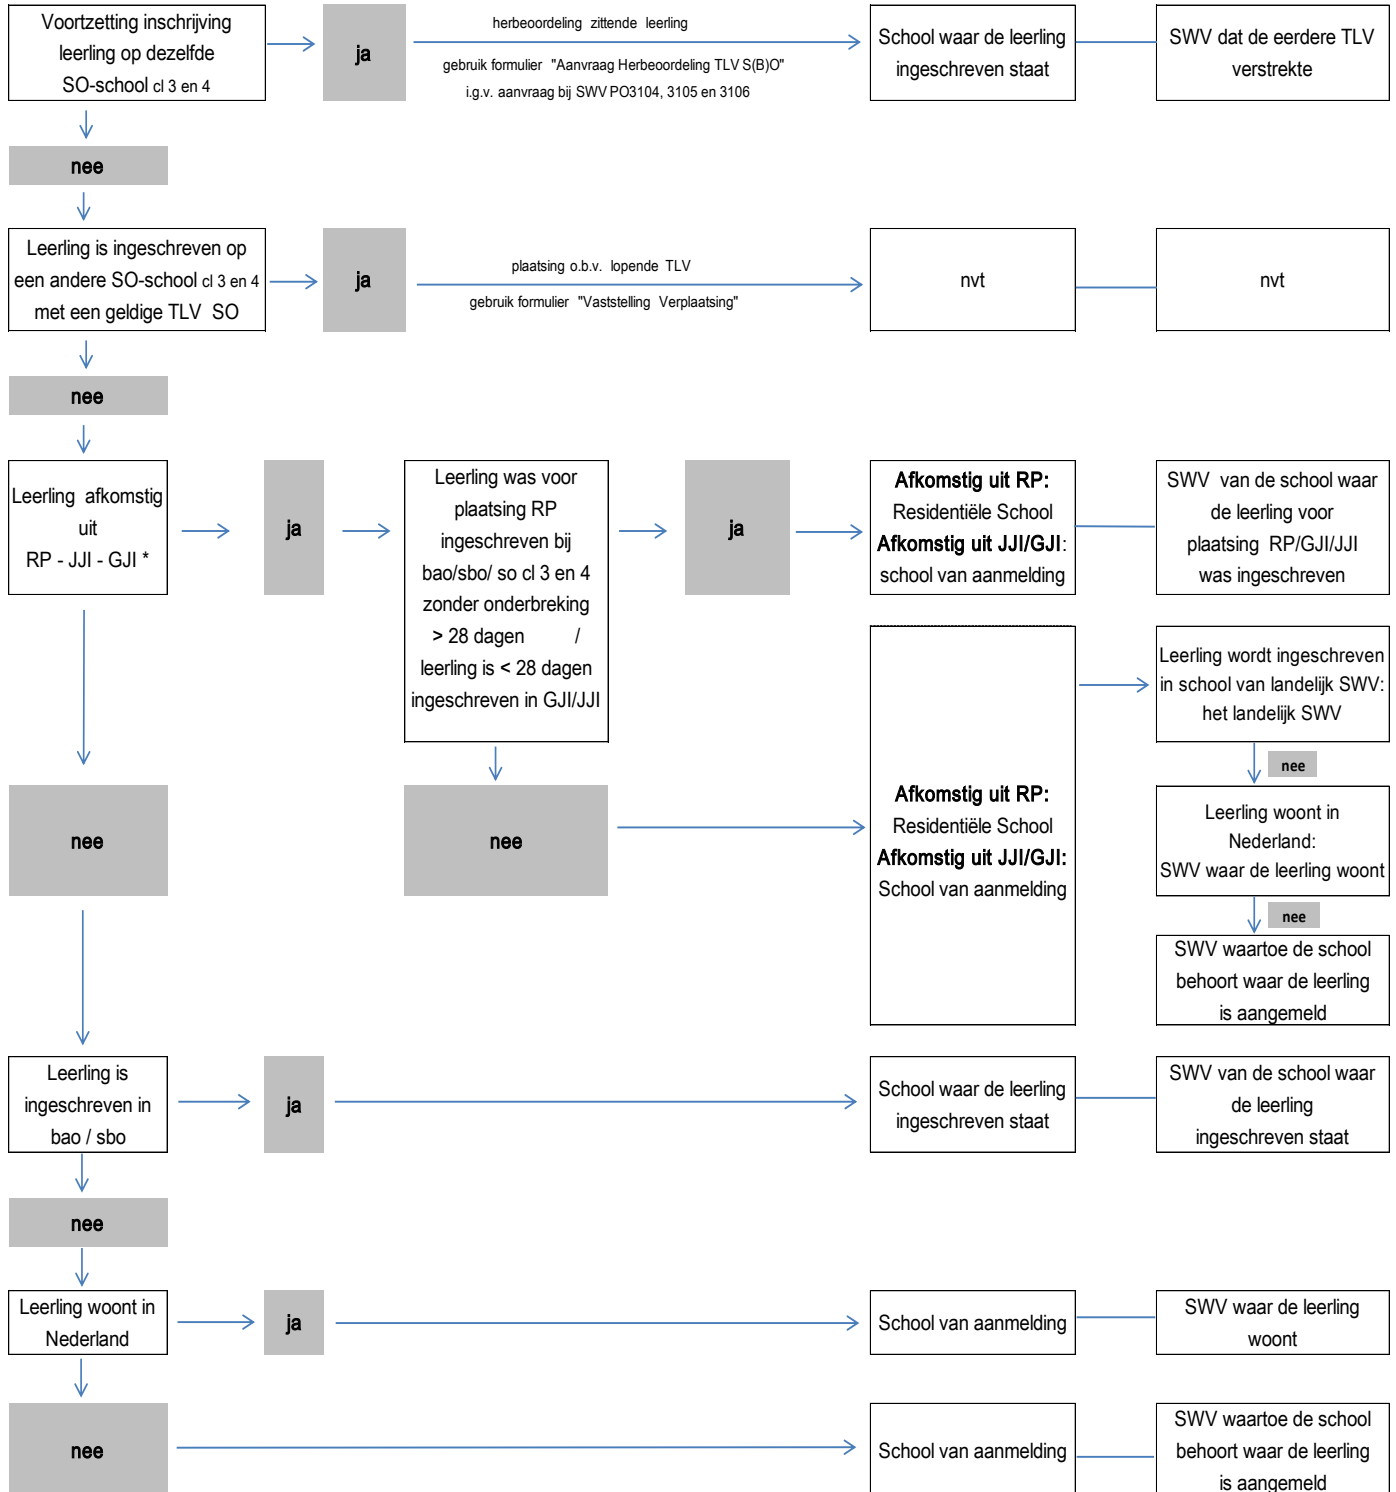 Voortzetting inschrijving
leerling op dezelfde
SO-school cl 3 en 4
ja
herbeoordeling zittende leerling
gebruik formulier "Aanvraag Herbeoordeling TLV S(B)O"
i.g.v. aanvraag bij SWV PO3104, 3105 en 3106
School waar de leerling
ingeschreven staat
SWV dat de eerdere TLV
verstrekte
nee
Leerling is ingeschreven op
een andere SO-school cl 3 en 4
met een geldige TLV SO
ja
plaatsing o.b.v. lopende TLV
gebruik formulier "Vaststelling Verplaatsing"
nvt
nvt
nee
Leerling afkomstig
uit
RP - JJI - GJI *
ja
Leerling was voor
plaatsing RP
ingeschreven bij
bao/sbo/ so cl 3 en 4
zonder onderbreking
> 28 dagen /
leerling is < 28 dagen
ingeschreven in GJI/JJI
ja
Afkomstig uit RP:
Residentiële School
Afkomstig uit JJI/GJI:
school van aanmelding
SWV van de school waar
de leerling voor
plaatsing RP/GJI/JJI
was ingeschreven
nee
nee
Afkomstig uit RP:
Residentiële School
Afkomstig uit JJI/GJI:
School van aanmelding
Leerling wordt ingeschreven
in school van landelijk SWV:
het landelijk SWV
nee
Leerling woont in
Nederland:
SWV waar de leerling woont
nee
SWV waartoe de school
behoort waar de leerling
is aangemeld
Leerling is
ingeschreven in
bao / sbo
ja
School waar de leerling
ingeschreven staat
SWV van de school waar
de leerling
ingeschreven staat
nee
Leerling woont in
Nederland
ja
School van aanmelding
SWV waar de leerling
woont
nee
School van aanmelding
SWV waartoe de school
behoort waar de leerling
is aangemeld